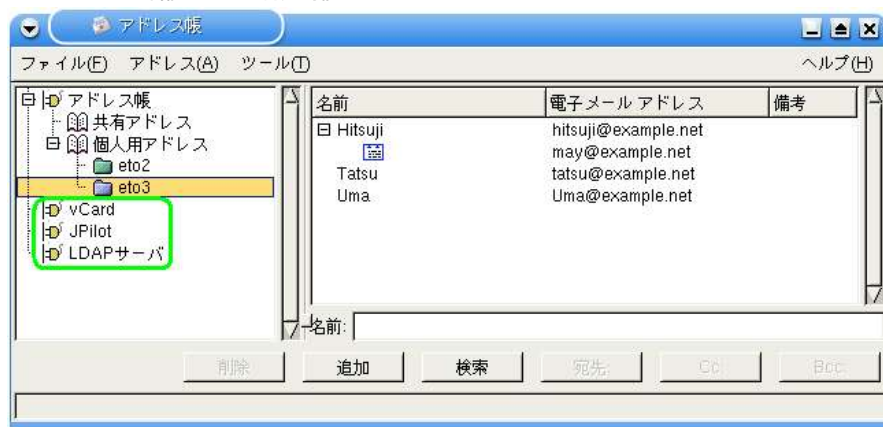 アドレス帳
ファイル(F) アドレス(A) ツール(T) ヘルプ(H)
アドレス帳
共有アドレス
個人用アドレス
eto2
eto3
vCard
JPilot
LDAPサーバ
名前 電子メール アドレス 備考
Hitsuji hitsuji@example.net
may@example.net
Tatsu tatsu@example.net
Uma Uma@example.net
名前:
削除 追加 検索 宛先: Cc: Bcc: